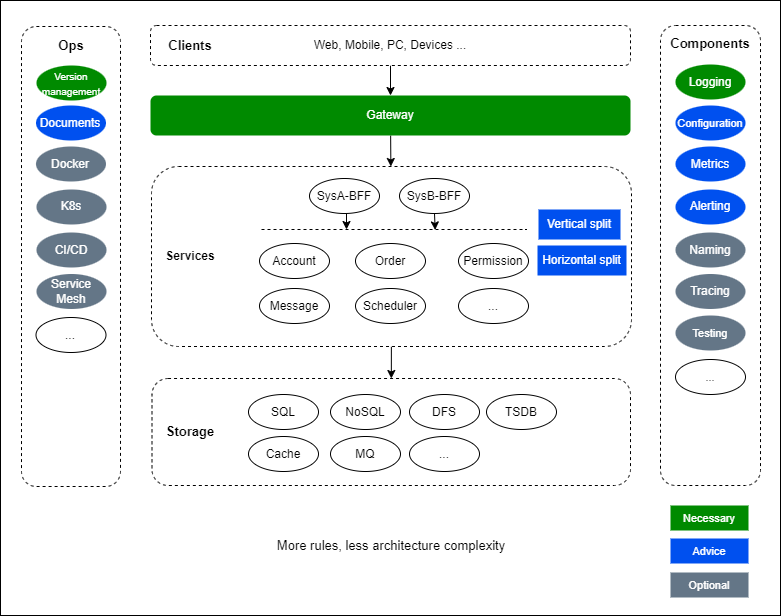 Ops
Version
management
Documents
Docker
K8s
CI/CD
Service
Mesh
...
Clients
Web, Mobile, PC, Devices ...
Gateway
Services
SysA-BFF
SysB-BFF
Vertical split
Horizontal split
Account
Order
Permission
Message
Scheduler
...
Storage
SQL
NoSQL
DFS
TSDB
Cache
MQ
...
Components
Logging
Configuration
Metrics
Alerting
Naming
Tracing
Testing
...
More rules, less architecture complexity
Necessary
Advice
Optional